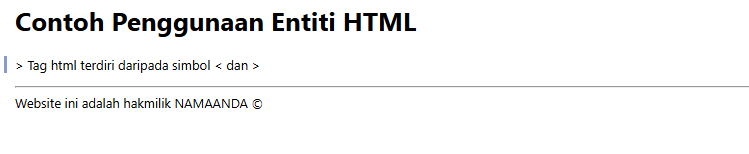 Contoh Penggunaan Entiti HTML
> Tag html terdiri daripada simbol < dan >
Website ini adalah hakmilik NAMAANDA ©